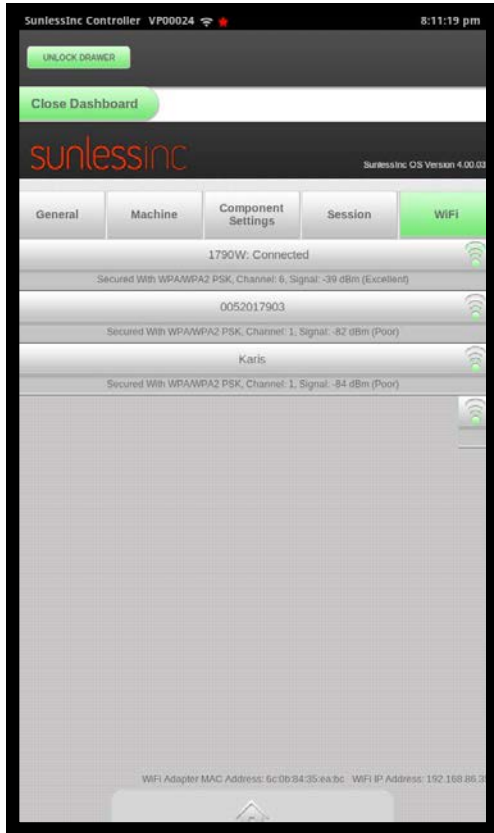 SunlessInc Controller VP00024 8:11:19 pm
UNLOCK DRAWER
Close Dashboard
sunlessinc
SunlessInc OS Version 4.00.03
General Machine Component Settings Session WiFi
1790W: Connected
Secured With WPA/WPA2 PSK, Channel: 6, Signal: -39 dBm (Excellent)
0052017903
Secured With WPA/WPA2 PSK, Channel: 1, Signal: -82 dBm (Poor)
Karis
Secured With WPA/WPA2 PSK, Channel: 1, Signal: -84 dBm (Poor)
WiFi Adapter MAC Address: 6c:0b:84:35:ea:bc WiFi IP Address: 192.168.86.3